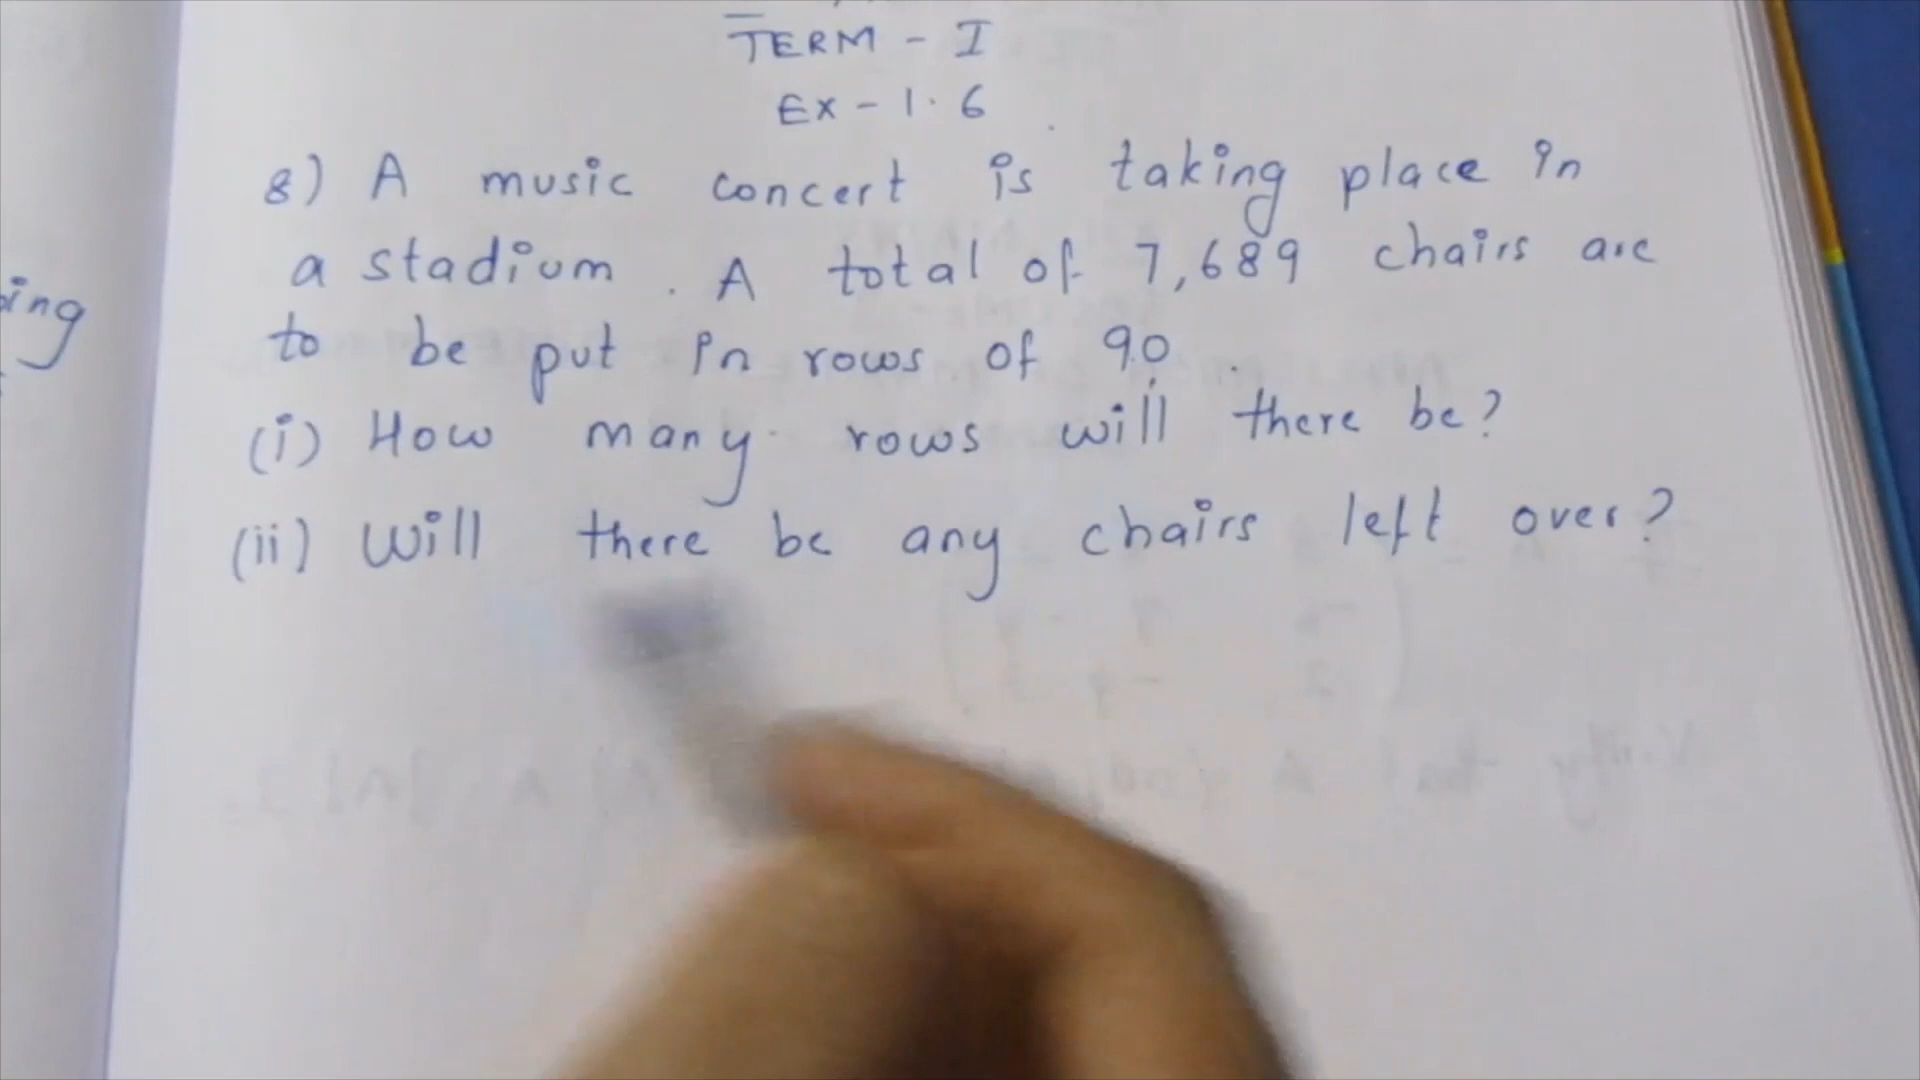 TERM - I
EX - 1.6
8) A music concert is taking place in
a stadium. A total of 7,689 chairs are
to be put in rows of 90.
(i) How many rows will there be?
(ii) Will there be any chairs left over?